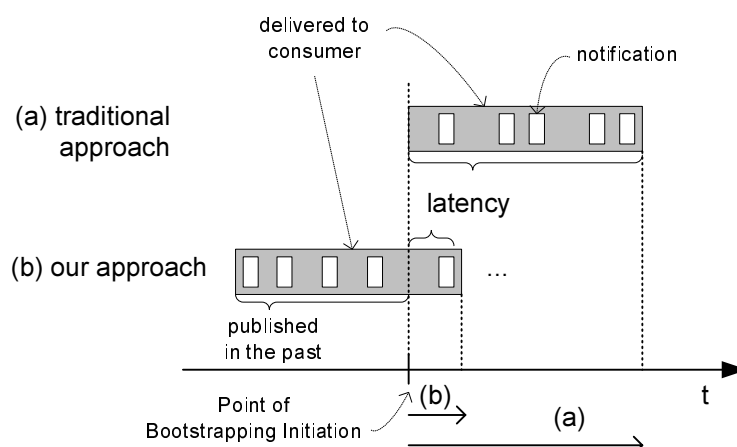 delivered to
consumer
notification
(a) traditional
approach
latency
(b) our approach
...
published
in the past
t
Point of
Bootstrapping Initiation
(b)
(a)